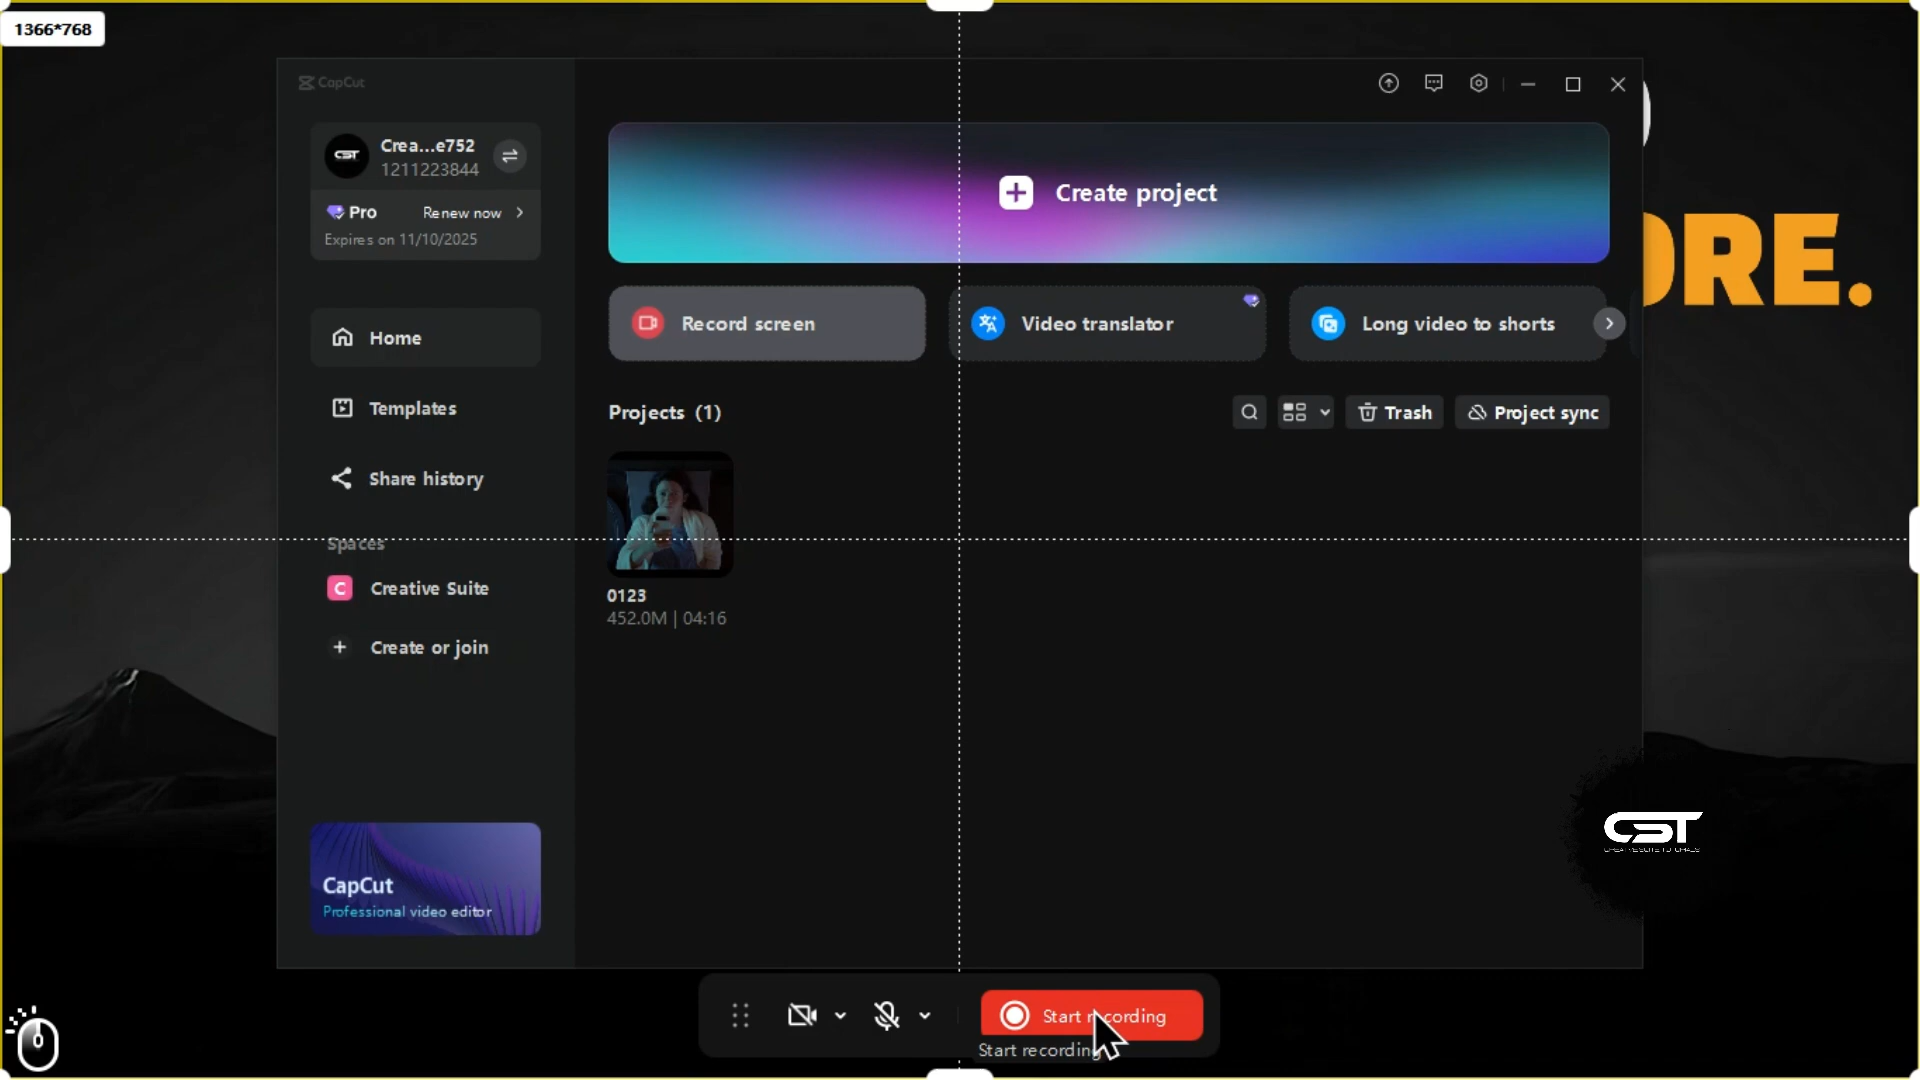 1366*768
CapCut
Crea...e752
1211223844
Pro
Renew now
Expires on 11/10/2025
Create project
ORE.
Record screen
Video translator
Long video to shorts
Home
Templates
Share history
Projects (1)
Trash
Project sync
0123
452.0M | 04:16
Spaces
C
Creative Suite
Create or join
CST
CapCut
Professional video editor
Start recording
Start recording